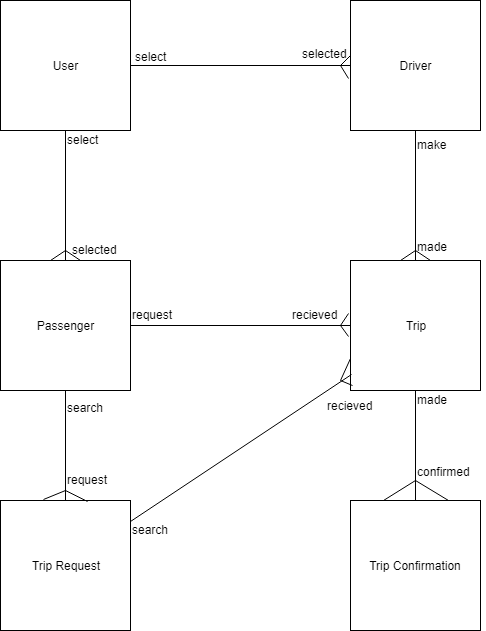 select
selected
User
Driver
select
make
selected
made
request
recieved
Passenger
Trip
search
made
recieved
request
confirmed
search
Trip Request
Trip Confirmation